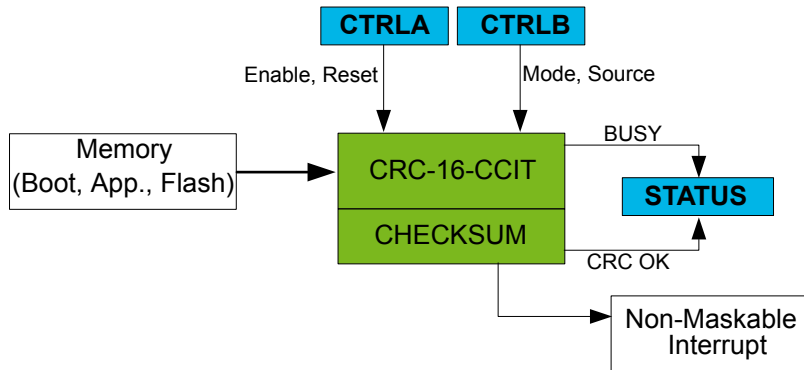 CTRLA
CTRLB
Enable, Reset
Mode, Source
Memory
(Boot, App., Flash)
CRC-16-CCIT
BUSY
STATUS
CHECKSUM
CRC OK
Non-Maskable
Interrupt